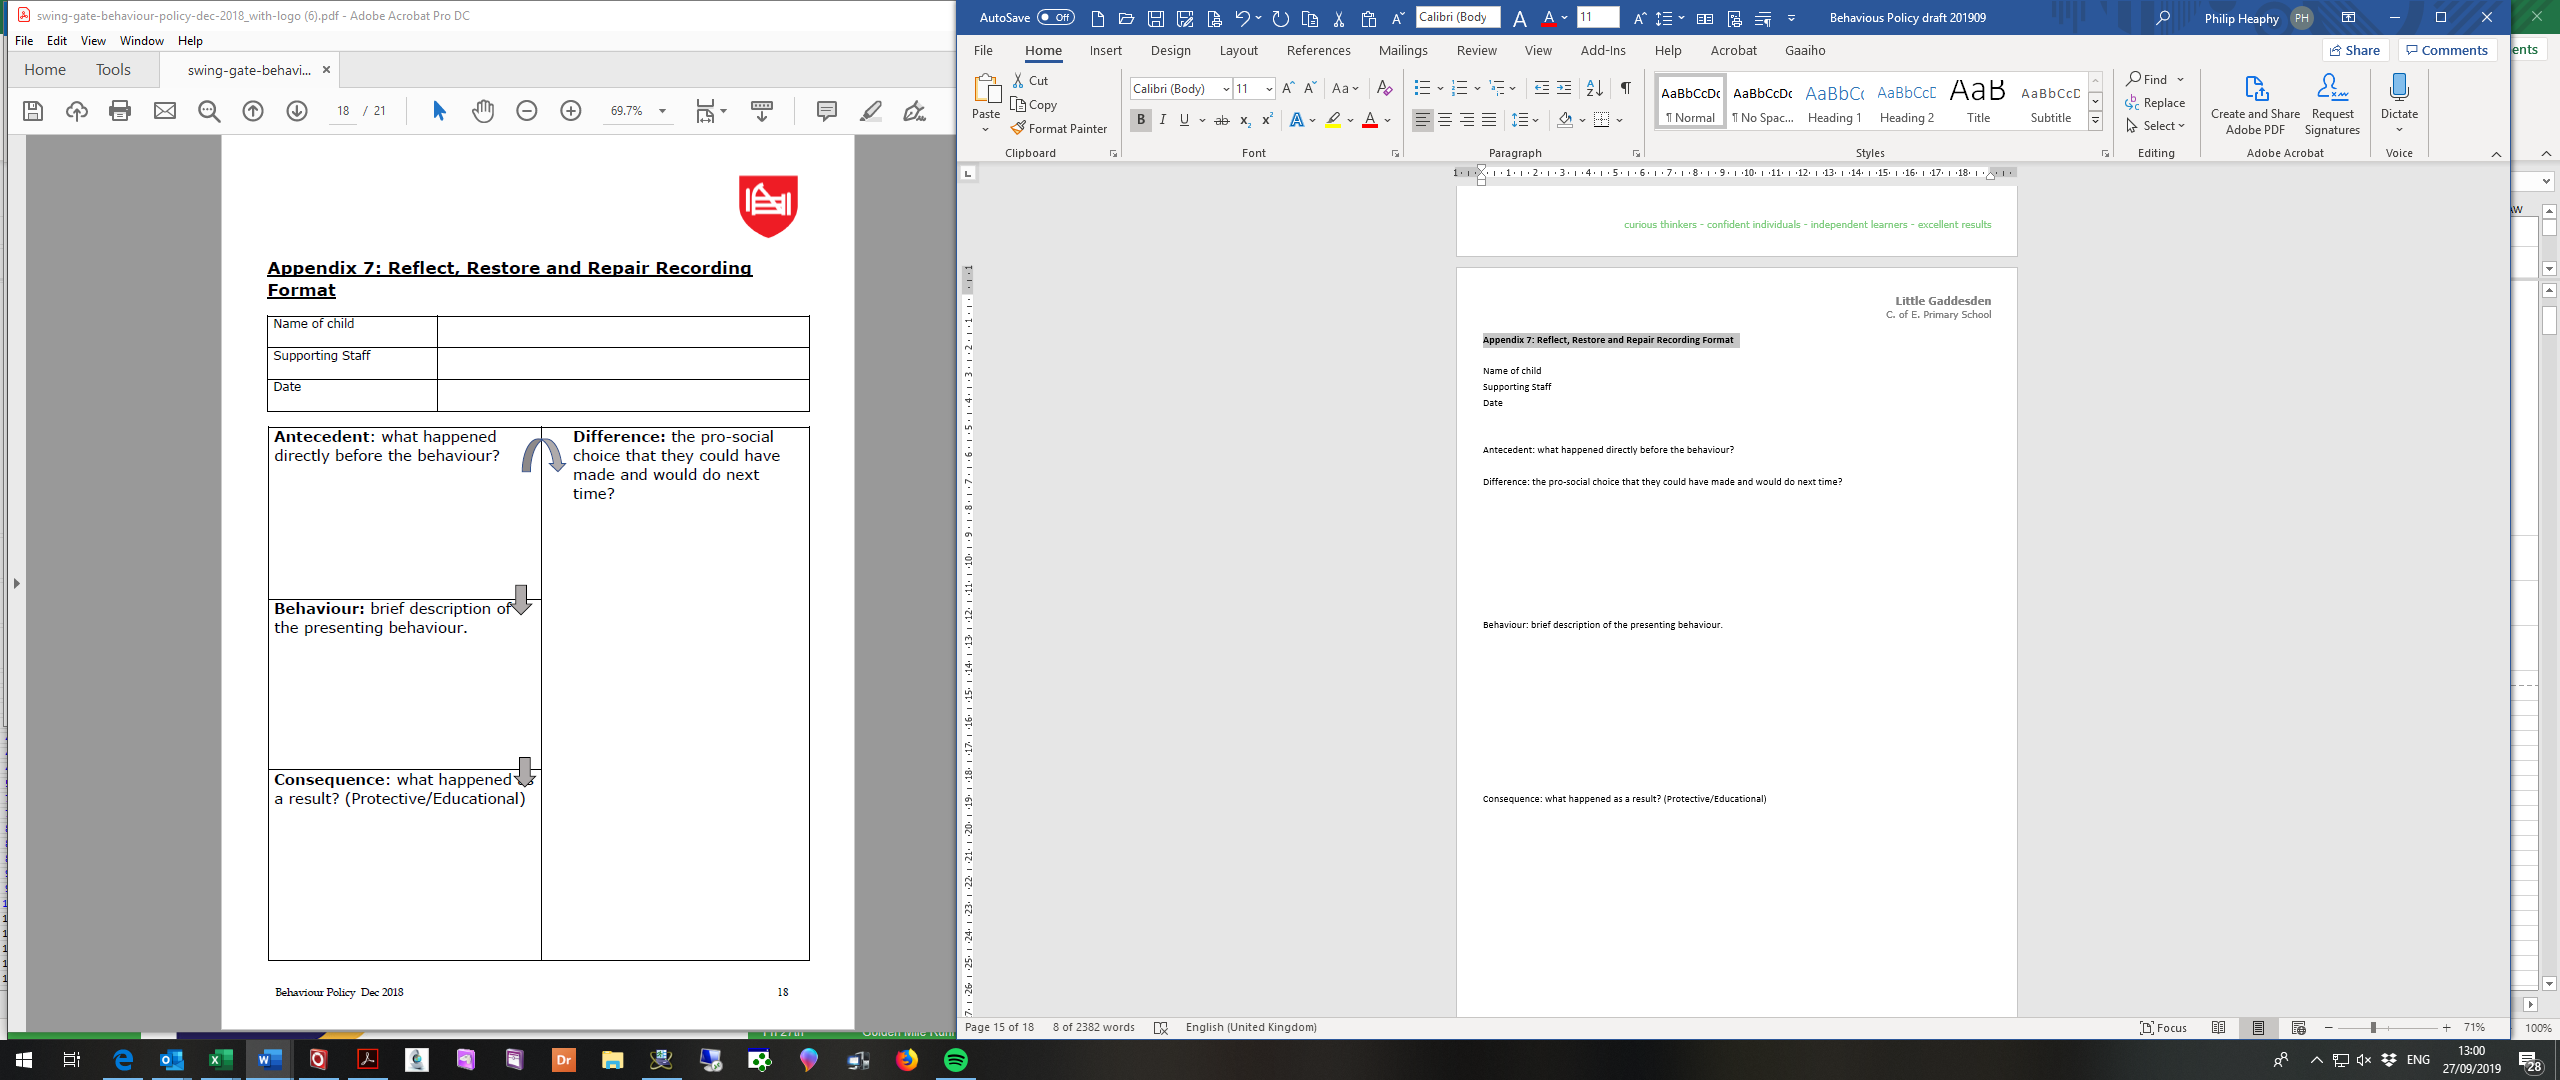 swing-gate-behaviour-policy-dec-2018_with-logo (6).pdf - Adobe Acrobat Pro DC
File Edit View Window Help
Home Tools swing-gate-behavi... ×
18 / 21 69.7%
Appendix 7: Reflect, Restore and Repair Recording
Format
Name of child
Supporting Staff
Date
Antecedent: what happened
directly before the behaviour?
Difference: the pro-social
choice that they could have
made and would do next
time?
Behaviour: brief description of
the presenting behaviour.
Consequence: what happened
a result? (Protective/Educational)
Behaviour Policy Dec 2018 18
AutoSave Off Calibri (Body 11 Behavious Policy draft 201909 Philip Heaphy PH
File Home Insert Design Layout References Mailings Review View Add-Ins Help Acrobat Gaaiho Share Comments
Paste
Cut
Copy
Format Painter
Clipboard
Calibri (Body) 11
Font
Paragraph
AaBbCcDc AaBbCcDc AaBbCc AaBbCcD AaB AaBbCcD
¶ Normal ¶ No Spac... Heading 1 Heading 2 Title Subtitle
Styles
Find
Replace
Select
Editing
Create and Share
Adobe PDF
Request
Signatures
Adobe Acrobat
Dictate
Voice
curious thinkers - confident individuals - independent learners - excellent results
Little Gaddesden
C. of E. Primary School
Appendix 7: Reflect, Restore and Repair Recording Format
Name of child
Supporting Staff
Date
Antecedent: what happened directly before the behaviour?
Difference: the pro-social choice that they could have made and would do next time?
Behaviour: brief description of the presenting behaviour.
Consequence: what happened as a result? (Protective/Educational)
Page 15 of 18 8 of 2382 words English (United Kingdom) Focus 71% 100%
ENG
13:00
27/09/2019
28